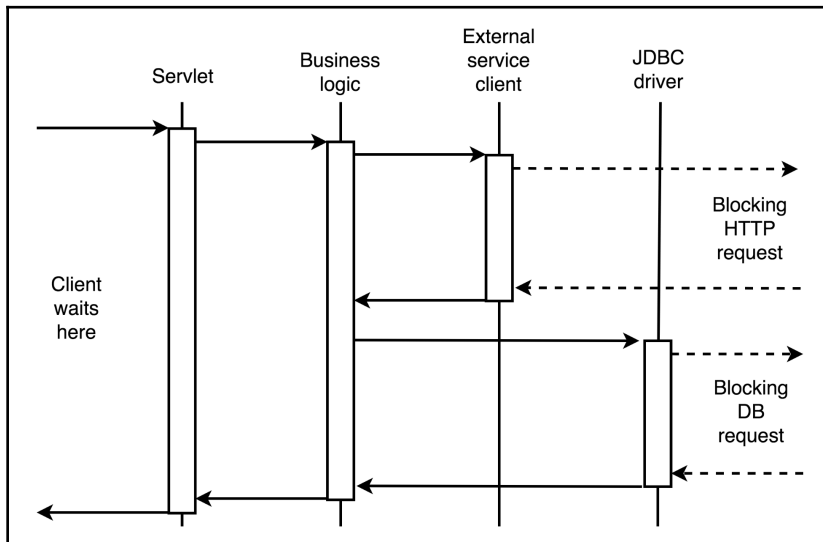 Servlet
Business
logic
External
service
client
JDBC
driver
Client
waits
here
Blocking
HTTP
request
Blocking
DB
request